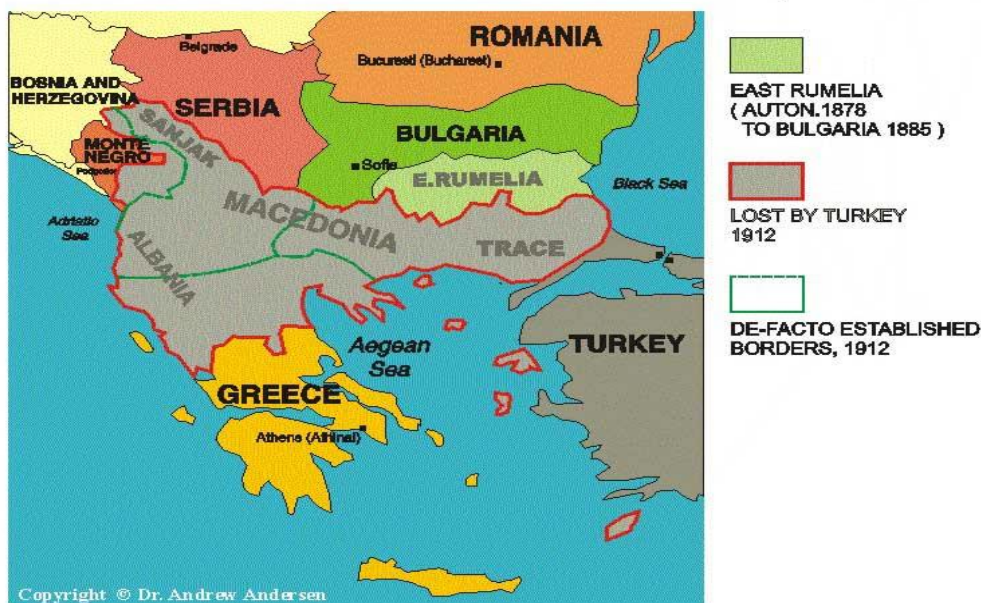 ROMANIA
Belgrade
Bucuresti (Bucharest)
BOSNIA AND
HERZEGOVINA
SERBIA
SANJAK
BULGARIA
MONTE
NEGRO
Sofia
E.RUMELIA
Black Sea
MACEDONIA
Adriatic
Sea
ALBANIA
TRACE
Aegean
Sea
TURKEY
GREECE
Athens (Athinai)
Copyright © Dr. Andrew Andersen
EAST RUMELIA
( AUTON.1878
TO BULGARIA 1885 )
LOST BY TURKEY
1912
DE-FACTO ESTABLISHED
BORDERS, 1912